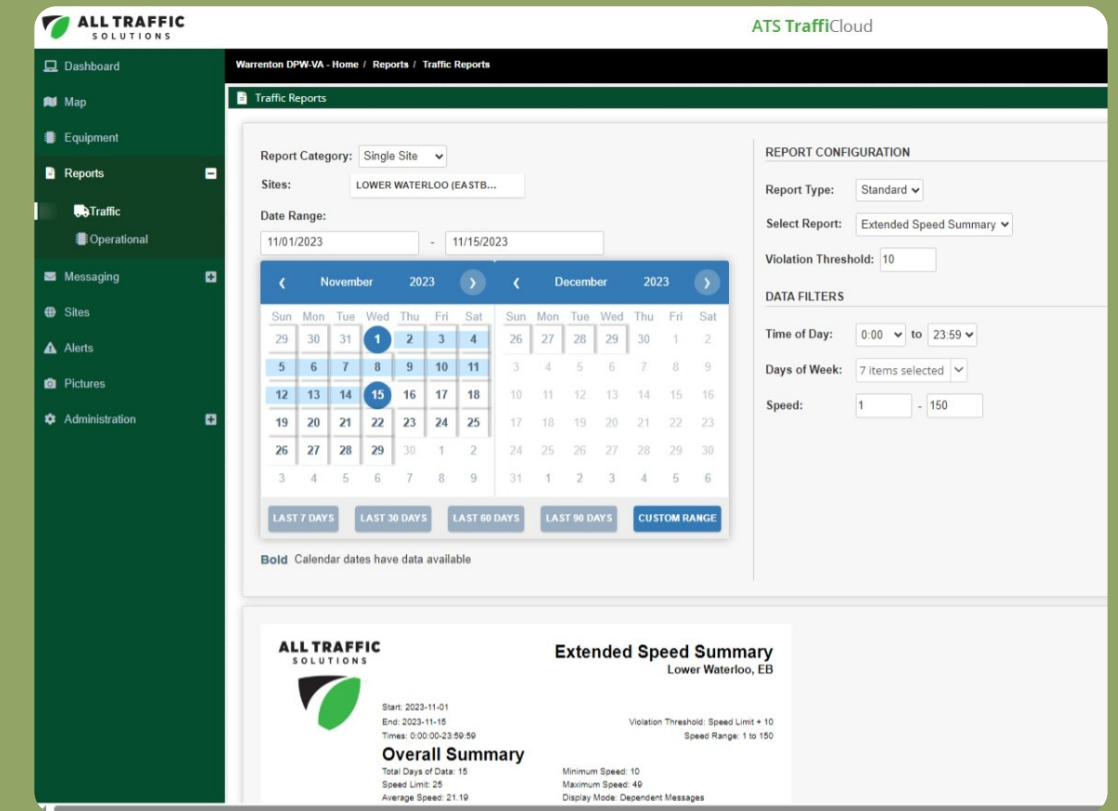 ALL TRAFFIC
SOLUTIONS
ATS TraffiCloud
Dashboard
Map
Equipment
Reports
Traffic
Operational
Messaging
Sites
Alerts
Pictures
Administration
Warrenton DPW-VA - Home / Reports / Traffic Reports
Traffic Reports
Report Category: Single Site
Sites: LOWER WATERLOO (EASTB...
Date Range:
11/01/2023 - 11/15/2023
November 2023
Sun Mon Tue Wed Thu Fri Sat
29 30 31 1 2 3 4
5 6 7 8 9 10 11
12 13 14 15 16 17 18
19 20 21 22 23 24 25
26 27 28 29 30 1 2
3 4 5 6 7 8 9
December 2023
Sun Mon Tue Wed Thu Fri Sat
26 27 28 29 30 1 2
3 4 5 6 7 8 9
10 11 12 13 14 15 16
17 18 19 20 21 22 23
24 25 26 27 28 29 30
31 1 2 3 4 5 6
LAST 7 DAYS LAST 30 DAYS LAST 60 DAYS LAST 90 DAYS CUSTOM RANGE
Bold Calendar dates have data available
REPORT CONFIGURATION
Report Type: Standard
Select Report: Extended Speed Summary
Violation Threshold: 10
DATA FILTERS
Time of Day: 0:00 to 23:59
Days of Week: 7 items selected
Speed: 1 - 150
ALL TRAFFIC
SOLUTIONS
Extended Speed Summary
Lower Waterloo, EB
Start: 2023-11-01
End: 2023-11-15
Times: 0:00:00-23:59:59
Violation Threshold: Speed Limit + 10
Speed Range: 1 to 150
Overall Summary
Total Days of Data: 15
Speed Limit: 25
Average Speed: 21.19
Minimum Speed: 10
Maximum Speed: 49
Display Mode: Dependent Messages